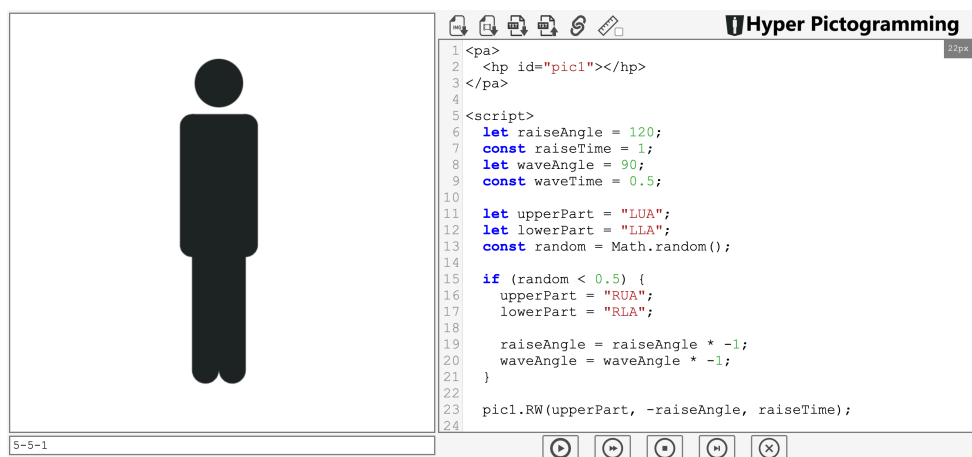 IMG TXT TXT
Hyper Pictogramming
22px
1 <pa>
2   <hp id="pic1"></hp>
3 </pa>
4
5 <script>
6   let raiseAngle = 120;
7   const raiseTime = 1;
8   let waveAngle = 90;
9   const waveTime = 0.5;
10
11   let upperPart = "LUA";
12   let lowerPart = "LLA";
13   const random = Math.random();
14
15   if (random < 0.5) {
16     upperPart = "RUA";
17     lowerPart = "RLA";
18
19     raiseAngle = raiseAngle * -1;
20     waveAngle = waveAngle * -1;
21   }
22
23   pic1.RW(upperPart, -raiseAngle, raiseTime);
24
5-5-1